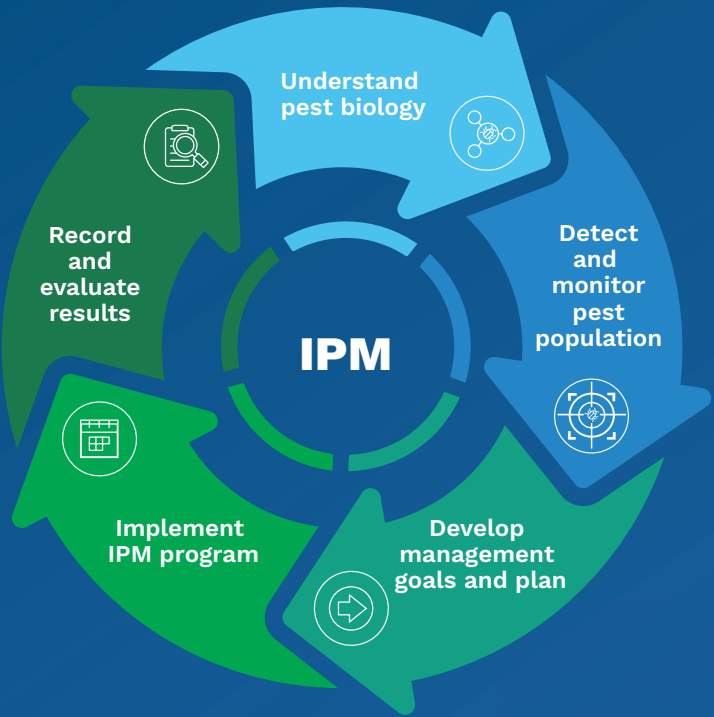 Understand
pest biology
Detect
and
monitor
pest
population
Develop
management
goals and plan
Implement
IPM program
Record
and
evaluate
results
IPM